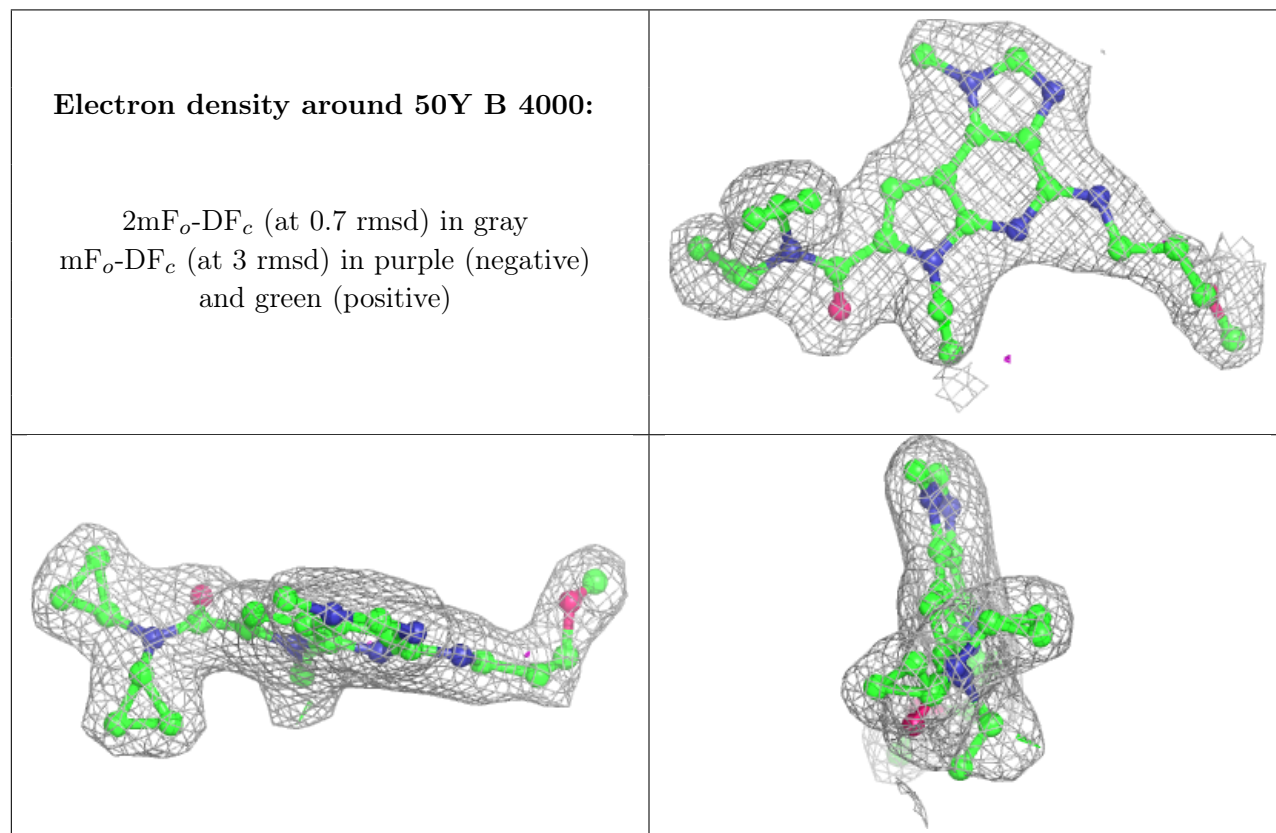 Electron density around 50Y B 4000:
2mFo-DFc (at 0.7 rmsd) in gray
mFo-DFc (at 3 rmsd) in purple (negative)
and green (positive)